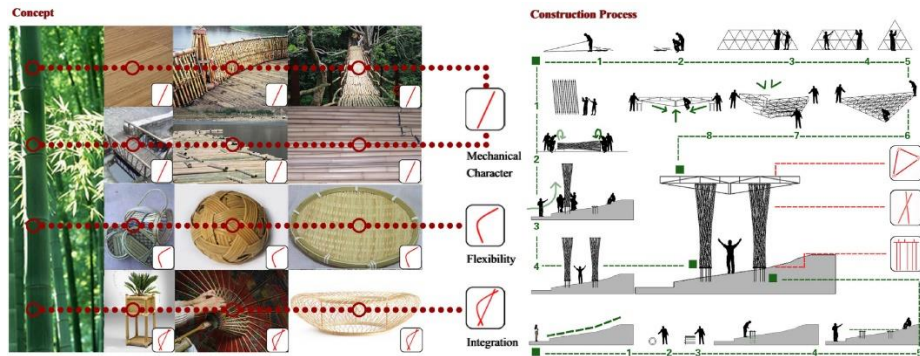 Concept
Mechanical
Character
Flexibility
Integration
Construction Process
1 2 3 4 5
1
2
3
4
8 7 6
1 2 3 4 5